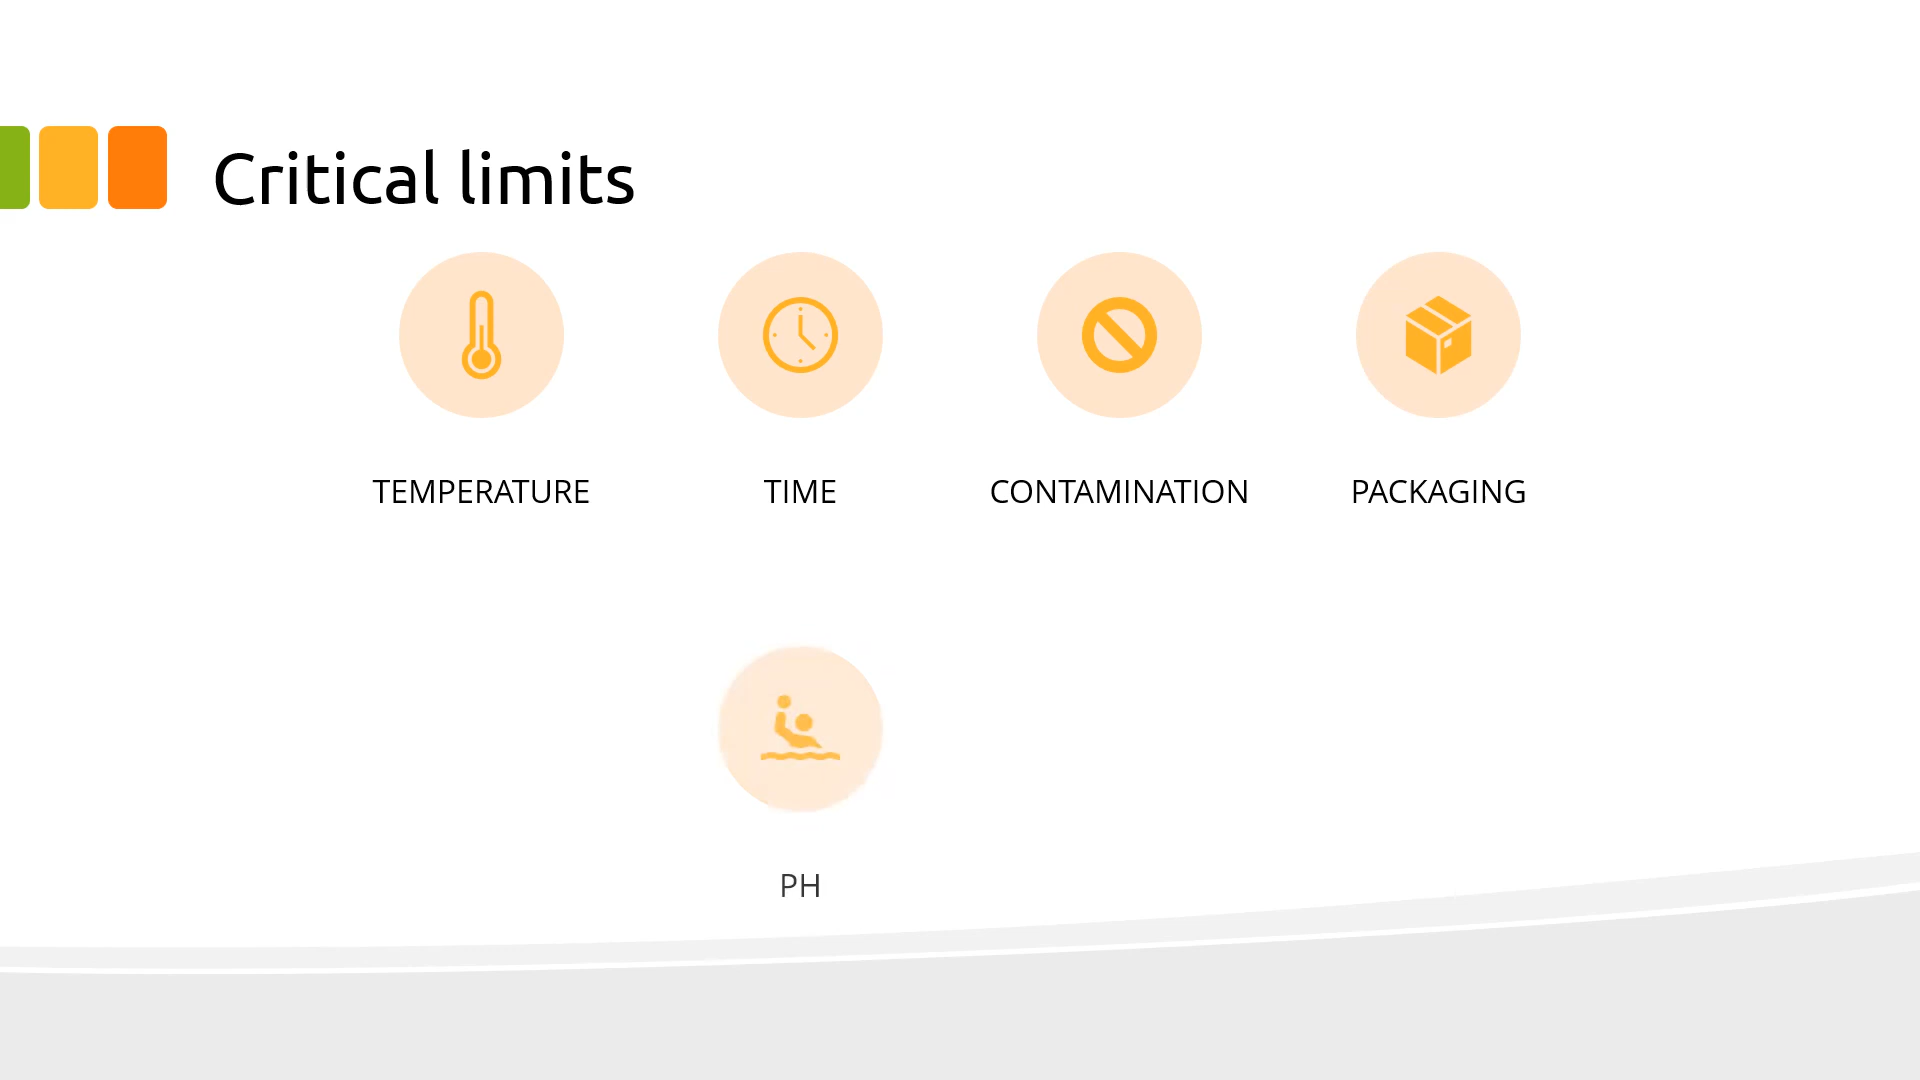 Critical limits
TEMPERATURE
TIME
CONTAMINATION
PACKAGING
PH